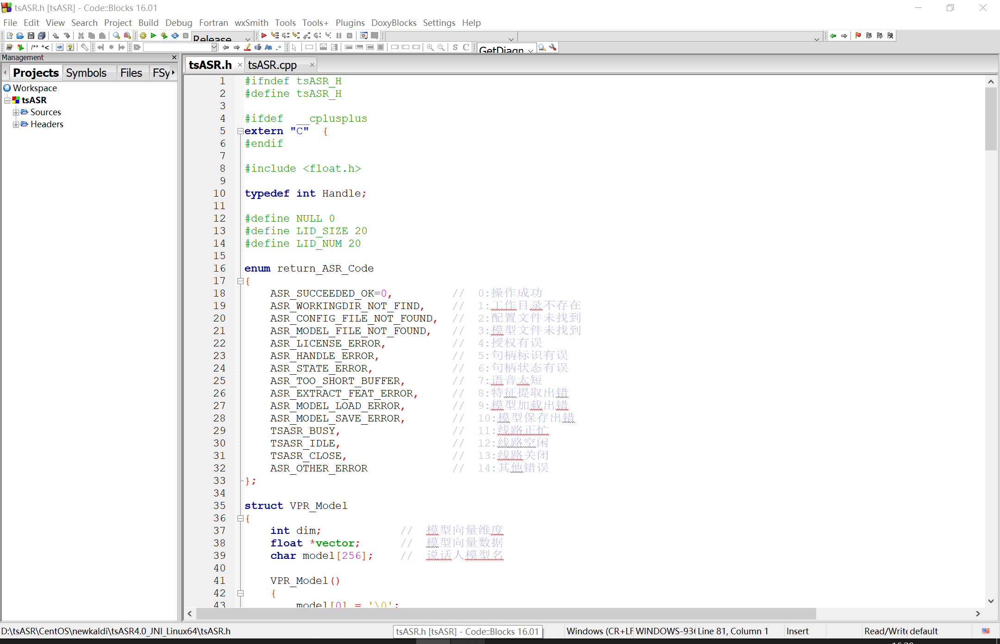 tsASR.h [tsASR] - Code::Blocks 16.01
File Edit View Search Project Build Debug Fortran wxSmith Tools Tools+ Plugins DoxyBlocks Settings Help
Release
/** *<
S C
GetDiagn
Management
Projects Symbols Files FSy
tsASR.h tsASR.cpp
Workspace
tsASR
Sources
Headers
1 #ifndef tsASR_H
2 #define tsASR_H
3
4 #ifdef __cplusplus
5 extern "C" {
6 #endif
7
8 #include <float.h>
9
10 typedef int Handle;
11
12 #define NULL 0
13 #define LID_SIZE 20
14 #define LID_NUM 20
15
16 enum return_ASR_Code
17 {
18 ASR_SUCCEEDED_OK=0, // 0:操作成功
19 ASR_WORKINGDIR_NOT_FIND, // 1:工作目录不存在
20 ASR_CONFIG_FILE_NOT_FOUND, // 2:配置文件未找到
21 ASR_MODEL_FILE_NOT_FOUND, // 3:模型文件未找到
22 ASR_LICENSE_ERROR, // 4:授权有误
23 ASR_HANDLE_ERROR, // 5:句柄标识有误
24 ASR_STATE_ERROR, // 6:句柄状态有误
25 ASR_TOO_SHORT_BUFFER, // 7:语音太短
26 ASR_EXTRACT_FEAT_ERROR, // 8:特征提取出错
27 ASR_MODEL_LOAD_ERROR, // 9:模型加载出错
28 ASR_MODEL_SAVE_ERROR, // 10:模型保存出错
29 TSASR_BUSY, // 11:线路正忙
30 TSASR_IDLE, // 12:线路空闲
31 TSASR_CLOSE, // 13:线路关闭
32 ASR_OTHER_ERROR // 14:其他错误
33 };
34
35 struct VPR_Model
36 {
37 int dim; // 模型向量维度
38 float *vector; // 模型向量数据
39 char model[256]; // 说话人模型名
40
41 VPR_Model()
42 {
43 model[0] = '\0';
D:\tsASR\CentOS\newkaldi\tsASR4.0_JNI_Linux64\tsASR.h
tsASR.h [tsASR] - Code::Blocks 16.01
Windows (CR+LF WINDOWS-936 Line 81, Column 1 Insert Read/Write default